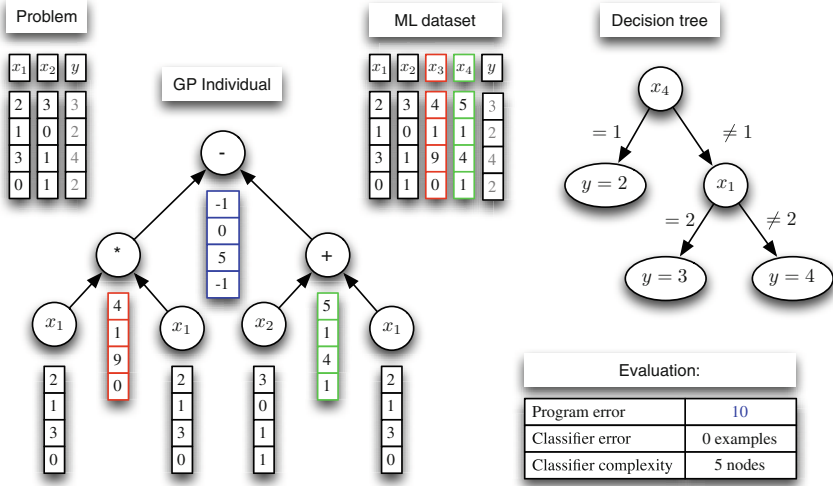 Problem
x1 x2 y
2 3 3
1 0 2
3 1 4
0 1 2
GP Individual
-
-1
0
5
-1
*
+
4
1
9
0
5
1
4
1
x1
x1
x2
x1
2
1
3
0
2
1
3
0
3
0
1
1
2
1
3
0
ML dataset
x1 x2 x3 x4 y
2 3 4 5 3
1 0 1 1 2
3 1 9 4 4
0 1 0 1 2
Decision tree
x4
= 1 ≠ 1
y = 2 x1
= 2 ≠ 2
y = 3 y = 4
Evaluation:
Program error 10
Classifier error 0 examples
Classifier complexity 5 nodes